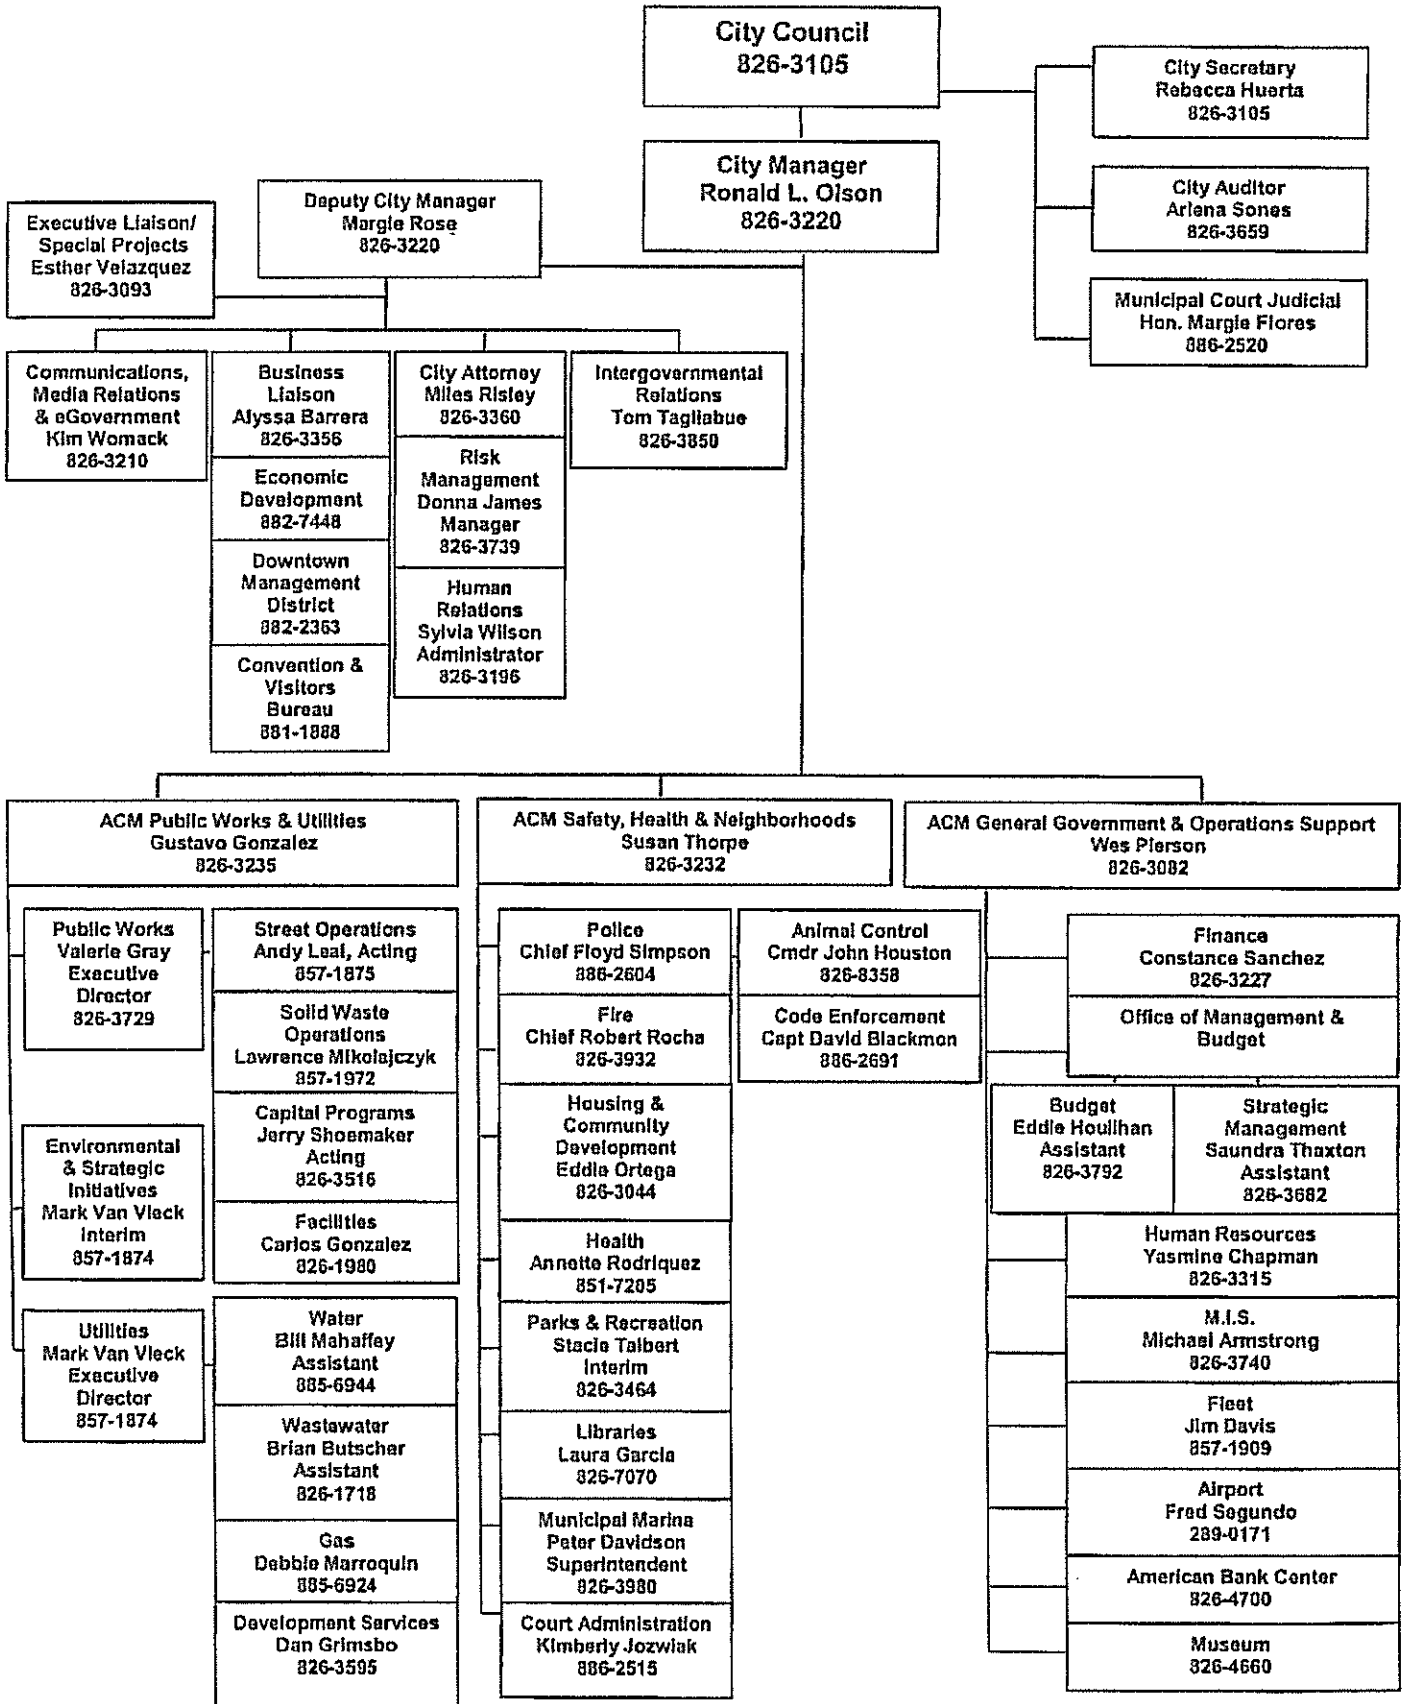 City Council
826-3105
City Secretary
Rebecca Huerta
826-3105
City Manager
Ronald L. Olson
826-3220
City Auditor
Arlena Sones
826-3659
Municipal Court Judicial
Hon. Margie Flores
886-2520
Deputy City Manager
Margie Rose
826-3220
Executive Liaison/
Special Projects
Esther Velazquez
826-3093
Communications,
Media Relations
& eGovernment
Kim Womack
826-3210
Business
Liaison
Alyssa Barrera
826-3356
Economic
Development
882-7448
Downtown
Management
District
882-2363
Convention &
Visitors
Bureau
881-1888
City Attorney
Miles Risley
826-3360
Risk
Management
Donna James
Manager
826-3739
Human
Relations
Sylvia Wilson
Administrator
826-3196
Intergovernmental
Relations
Tom Tagliabue
826-3850
ACM Public Works & Utilities
Gustavo Gonzalez
826-3235
Public Works
Valerie Gray
Executive
Director
826-3729
Environmental
& Strategic
Initiatives
Mark Van Vleck
Interim
857-1874
Utilities
Mark Van Vleck
Executive
Director
857-1874
Street Operations
Andy Leal, Acting
857-1875
Solid Waste
Operations
Lawrence Mikolajczyk
857-1972
Capital Programs
Jerry Shoemaker
Acting
826-3516
Facilities
Carlos Gonzalez
826-1980
Water
Bill Mahaffey
Assistant
885-6944
Wastewater
Brian Butscher
Assistant
826-1718
Gas
Debbie Marroquin
885-6924
Development Services
Dan Grimsbo
826-3595
ACM Safety, Health & Neighborhoods
Susan Thorpe
826-3232
Police
Chief Floyd Simpson
886-2604
Fire
Chief Robert Rocha
826-3932
Housing &
Community
Development
Eddie Ortega
826-3044
Health
Annette Rodriquez
851-7205
Parks & Recreation
Stacie Talbert
Interim
826-3464
Libraries
Laura Garcia
826-7070
Municipal Marina
Peter Davidson
Superintendent
826-3980
Court Administration
Kimberly Jozwiak
886-2515
Animal Control
Cmdr John Houston
826-8358
Code Enforcement
Capt David Blackmon
886-2691
ACM General Government & Operations Support
Wes Pierson
826-3082
Finance
Constance Sanchez
826-3227
Office of Management &
Budget
Budget
Eddie Houlihan
Assistant
826-3792
Strategic
Management
Saundra Thaxton
Assistant
826-3682
Human Resources
Yasmine Chapman
826-3315
M.I.S.
Michael Armstrong
826-3740
Fleet
Jim Davis
857-1909
Airport
Fred Segundo
289-0171
American Bank Center
826-4700
Museum
826-4660